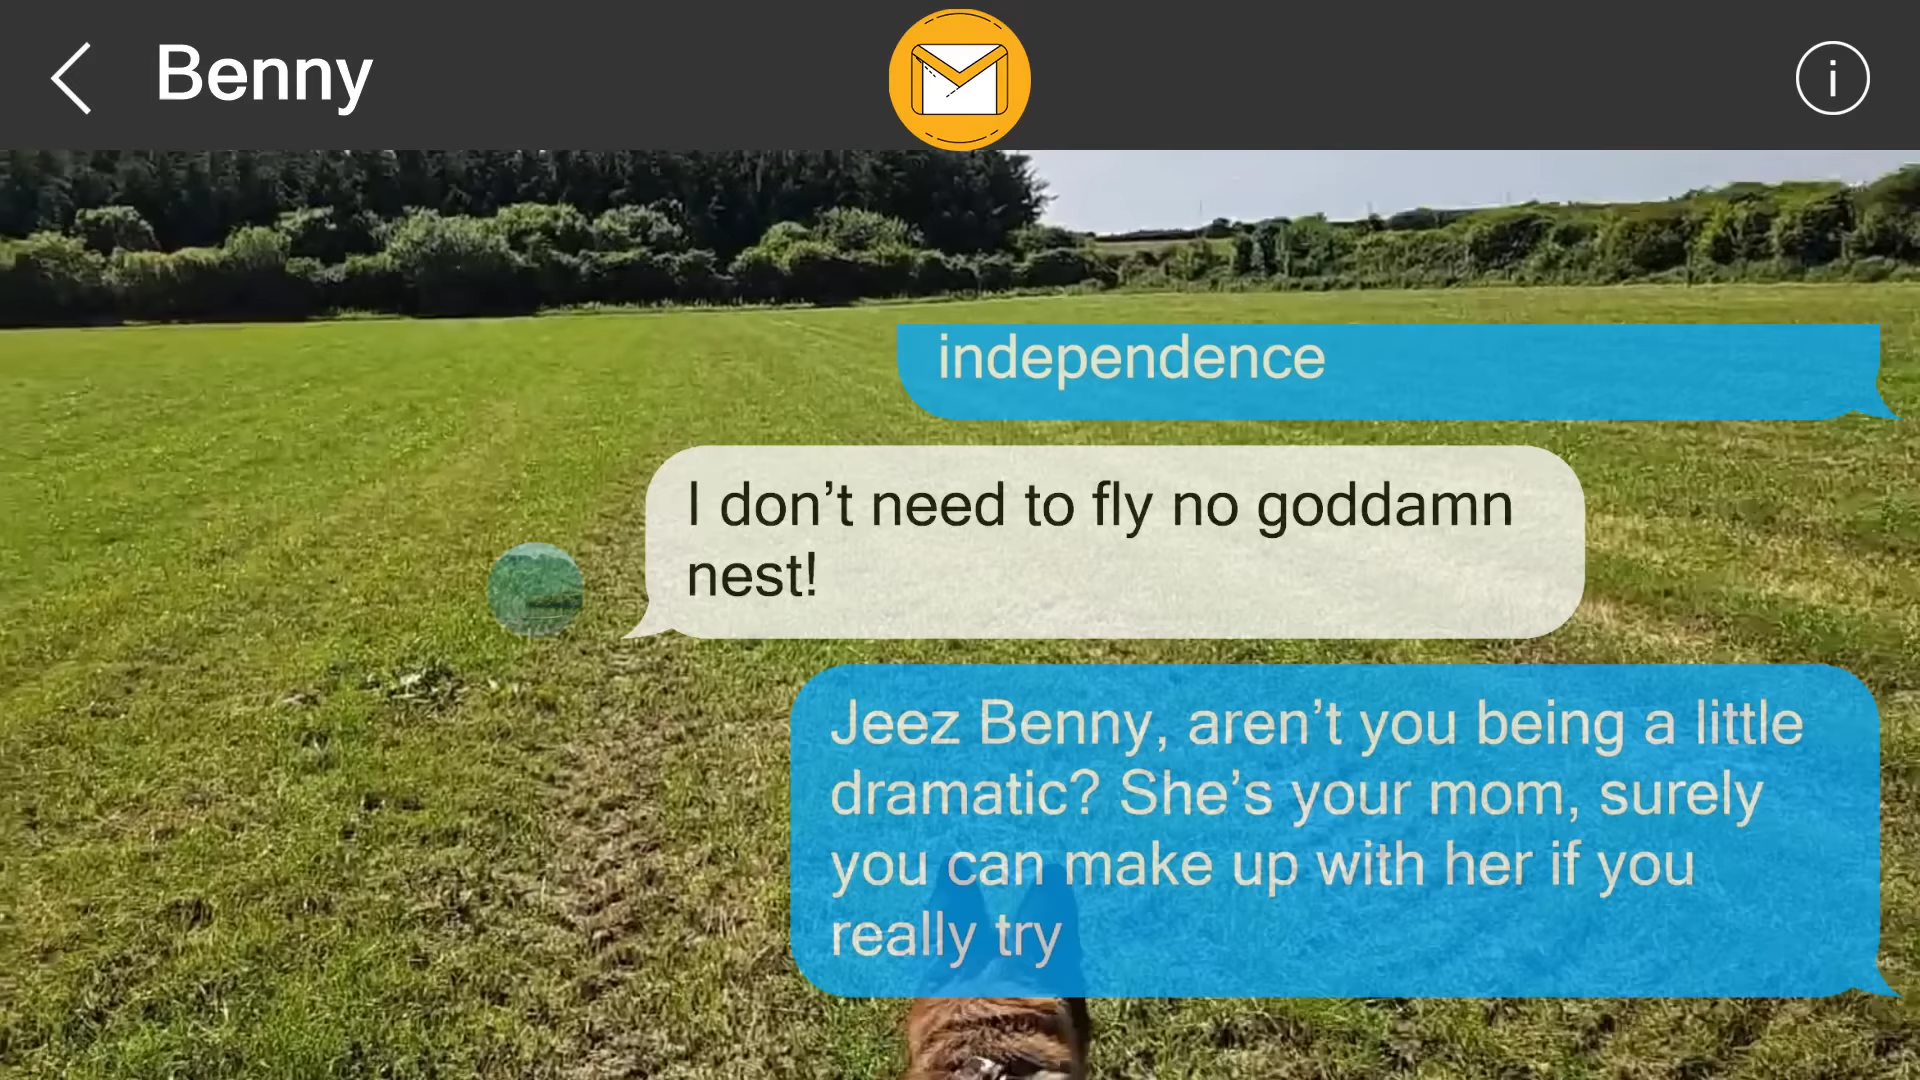 Benny
i
independence
I don’t need to fly no goddamn
nest!
Jeez Benny, aren’t you being a little
dramatic? She’s your mom, surely
you can make up with her if you
really try